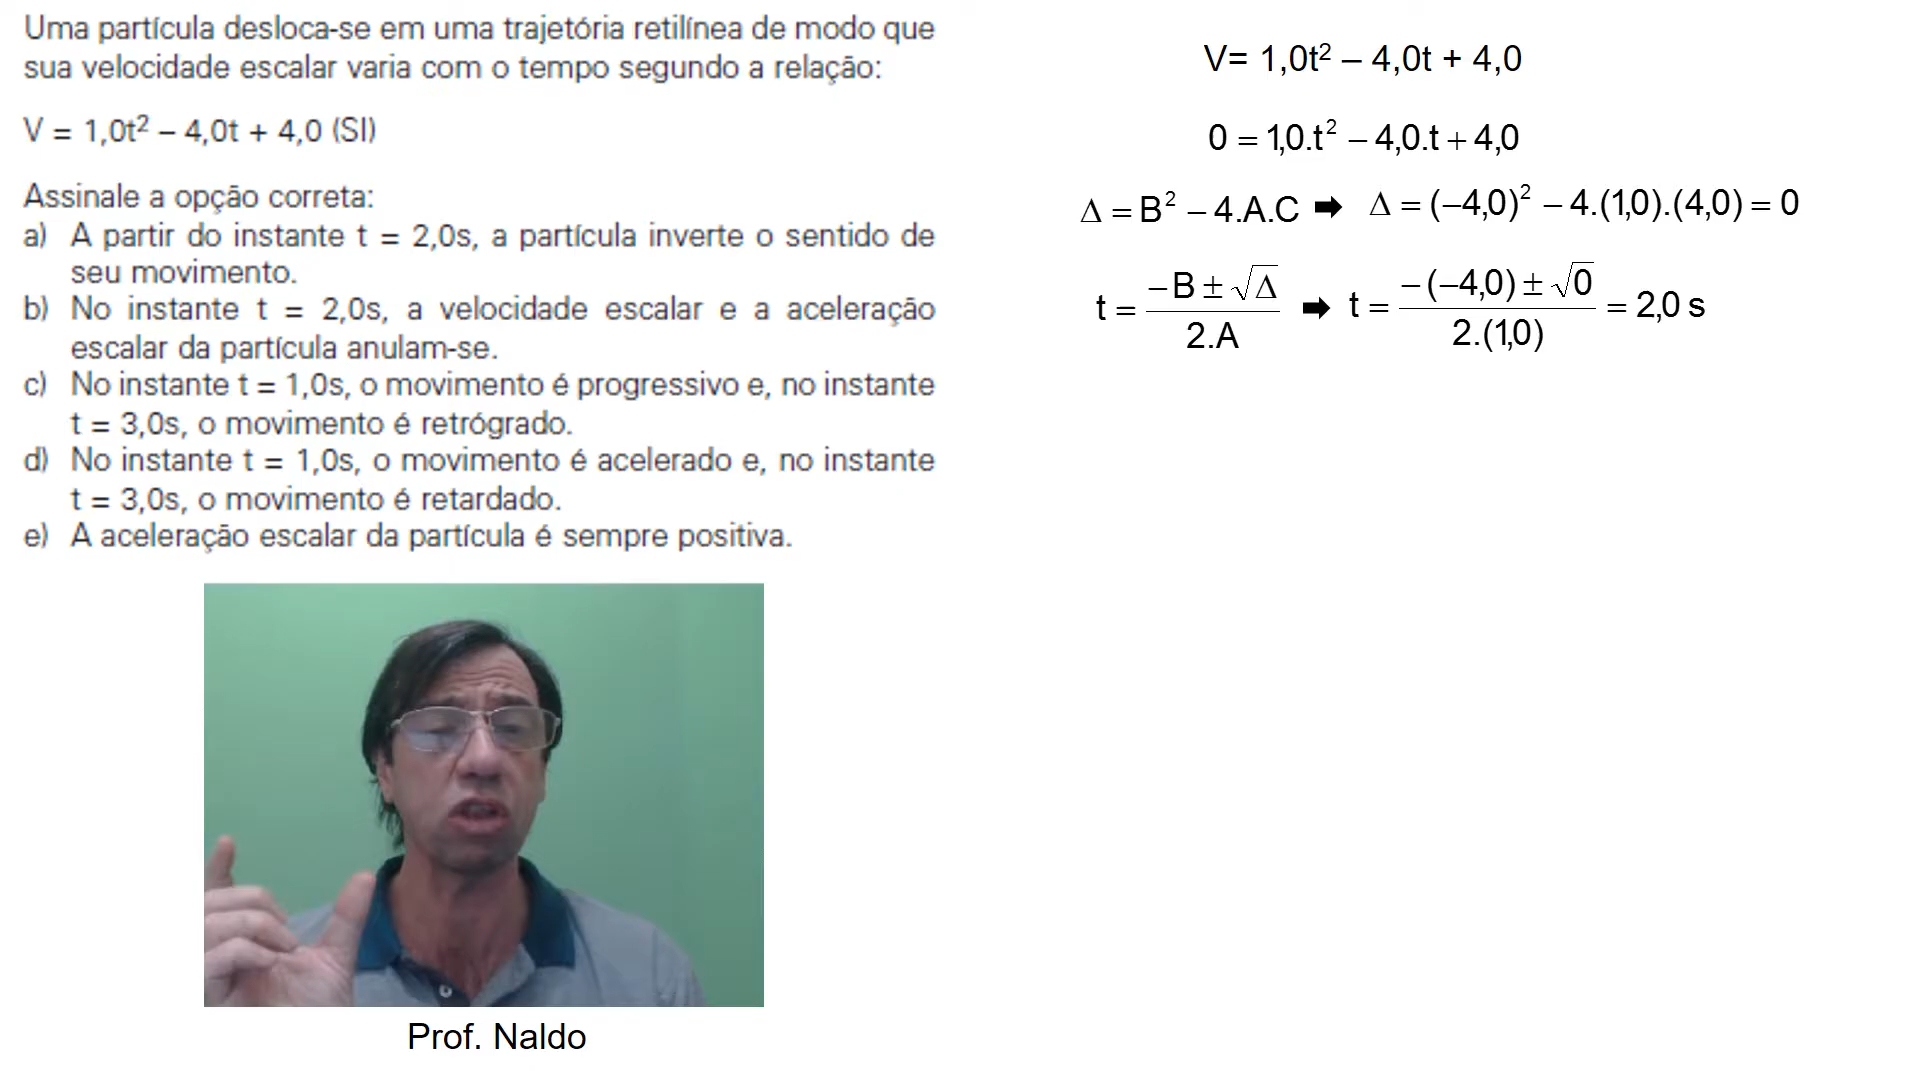 Uma partícula desloca-se em uma trajetória retilínea de modo que
sua velocidade escalar varia com o tempo segundo a relação:
V = 1,0t² – 4,0t + 4,0 (SI)
Assinale a opção correta:
a) A partir do instante t = 2,0s, a partícula inverte o sentido de
seu movimento.
b) No instante t = 2,0s, a velocidade escalar e a aceleração
escalar da partícula anulam-se.
c) No instante t = 1,0s, o movimento é progressivo e, no instante
t = 3,0s, o movimento é retrógrado.
d) No instante t = 1,0s, o movimento é acelerado e, no instante
t = 3,0s, o movimento é retardado.
e) A aceleração escalar da partícula é sempre positiva.
Prof. Naldo
V= 1,0t² – 4,0t + 4,0
0 = 1,0.t² – 4,0.t + 4,0
Δ = B² – 4.A.C ➡ Δ = (–4,0)² – 4.(1,0).(4,0) = 0
t = (–B ± √Δ)/(2.A) ➡ t = (–(–4,0) ± √0)/(2.(1,0)) = 2,0 s